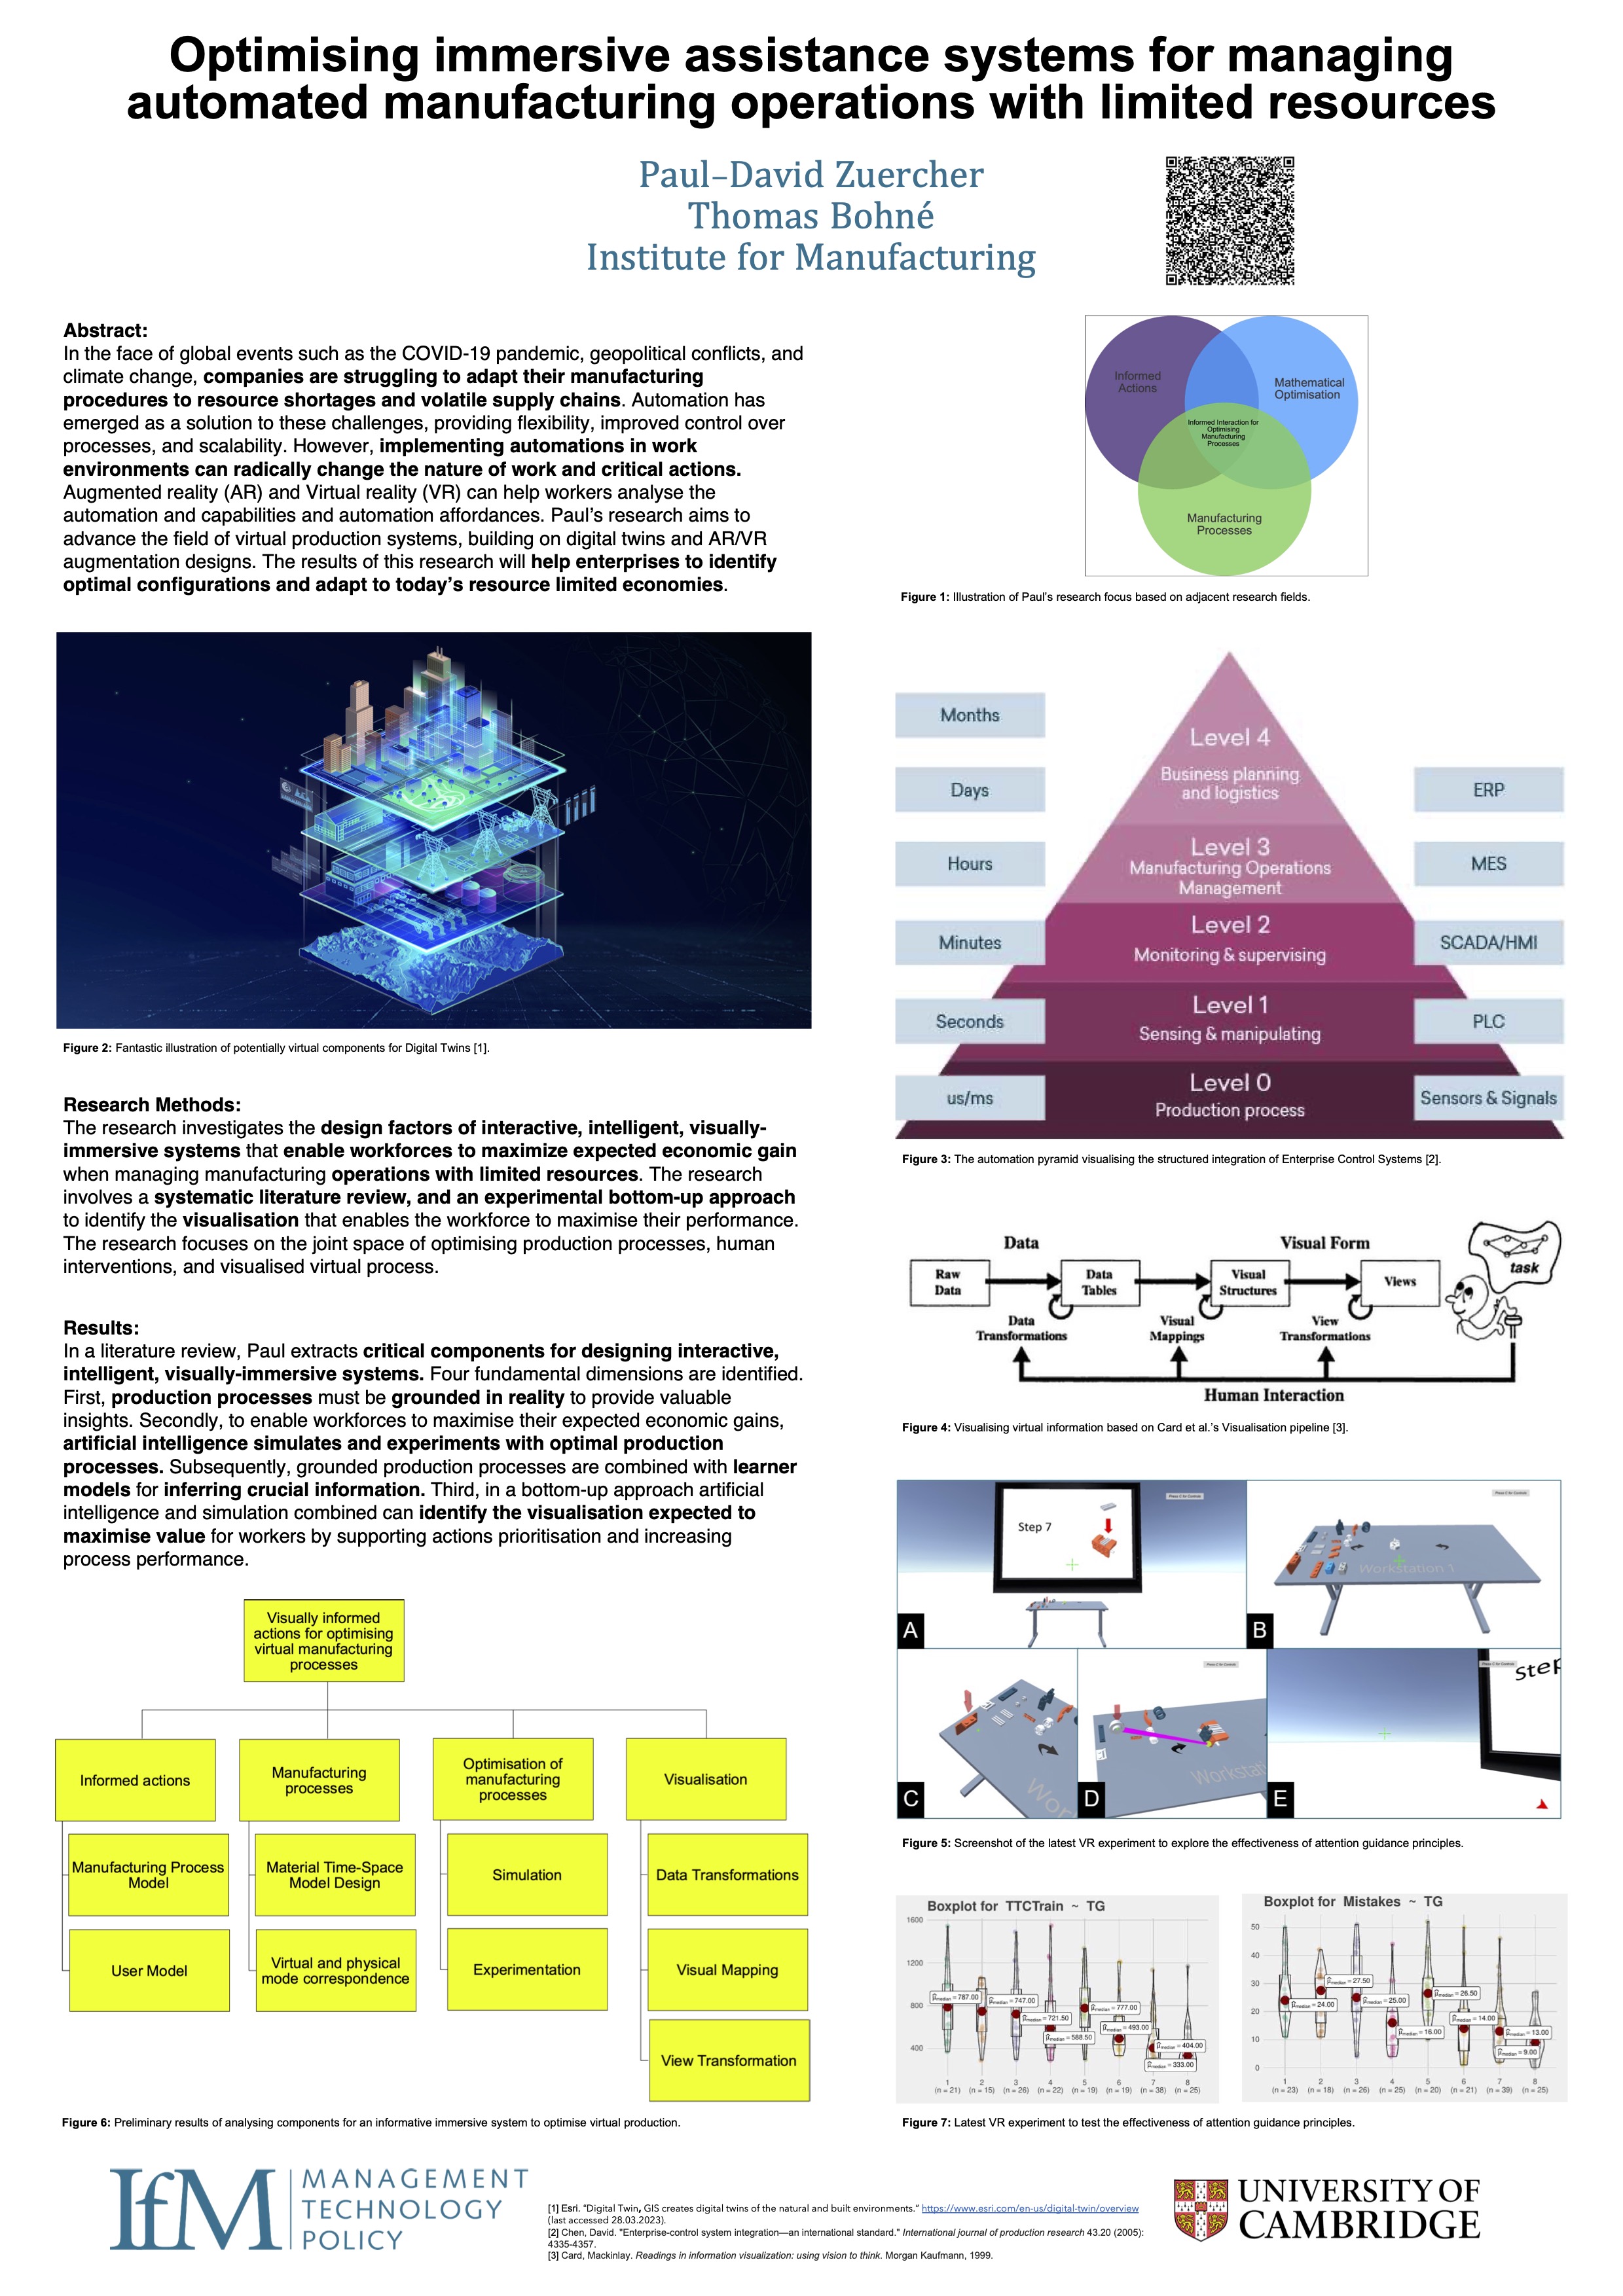 Optimising immersive assistance systems for managing
automated manufacturing operations with limited resources
Paul–David Zuercher
Thomas Bohné
Institute for Manufacturing
Abstract:
In the face of global events such as the COVID-19 pandemic, geopolitical conflicts, and
climate change, companies are struggling to adapt their manufacturing
procedures to resource shortages and volatile supply chains. Automation has
emerged as a solution to these challenges, providing flexibility, improved control over
processes, and scalability. However, implementing automations in work
environments can radically change the nature of work and critical actions.
Augmented reality (AR) and Virtual reality (VR) can help workers analyse the
automation and capabilities and automation affordances. Paul's research aims to
advance the field of virtual production systems, building on digital twins and AR/VR
augmentation designs. The results of this research will help enterprises to identify
optimal configurations and adapt to today's resource limited economies.
Informed
Actions
Mathematical
Optimisation
Informed Interaction for
Optimising
Manufacturing
Processes
Manufacturing
Processes
Figure 1: Illustration of Paul's research focus based on adjacent research fields.
Figure 2: Fantastic illustration of potentially virtual components for Digital Twins [1].
Months
Days
Hours
Minutes
Seconds
us/ms
Level 4
Business planning
and logistics
Level 3
Manufacturing Operations
Management
Level 2
Monitoring & supervising
Level 1
Sensing & manipulating
Level 0
Production process
ERP
MES
SCADA/HMI
PLC
Sensors & Signals
Figure 3: The automation pyramid visualising the structured integration of Enterprise Control Systems [2].
Research Methods:
The research investigates the design factors of interactive, intelligent, visually-
immersive systems that enable workforces to maximize expected economic gain
when managing manufacturing operations with limited resources. The research
involves a systematic literature review, and an experimental bottom-up approach
to identify the visualisation that enables the workforce to maximise their performance.
The research focuses on the joint space of optimising production processes, human
interventions, and visualised virtual process.
Data
Visual Form
Raw
Data
Data
Tables
Visual
Structures
Views
task
Data
Transformations
Visual
Mappings
View
Transformations
Human Interaction
Figure 4: Visualising virtual information based on Card et al.'s Visualisation pipeline [3].
Results:
In a literature review, Paul extracts critical components for designing interactive,
intelligent, visually-immersive systems. Four fundamental dimensions are identified.
First, production processes must be grounded in reality to provide valuable
insights. Secondly, to enable workforces to maximise their expected economic gains,
artificial intelligence simulates and experiments with optimal production
processes. Subsequently, grounded production processes are combined with learner
models for inferring crucial information. Third, in a bottom-up approach artificial
intelligence and simulation combined can identify the visualisation expected to
maximise value for workers by supporting actions prioritisation and increasing
process performance.
Step 7
Press C for Controls
A
Press C for Controls
Workstation 1
B
C
Wor
Press C for Controls
Workstat
D
Press C for Controls
Step
E
Figure 5: Screenshot of the latest VR experiment to explore the effectiveness of attention guidance principles.
Visually informed
actions for optimising
virtual manufacturing
processes
Informed actions
Manufacturing
processes
Optimisation of
manufacturing
processes
Visualisation
Manufacturing Process
Model
Material Time-Space
Model Design
Simulation
Data Transformations
User Model
Virtual and physical
mode correspondence
Experimentation
Visual Mapping
View Transformation
Figure 6: Preliminary results of analysing components for an informative immersive system to optimise virtual production.
Boxplot for TTCTrain ~ TG
1600
1200
800
400
μ̂median = 787.00
μ̂median = 747.00
μ̂median = 721.50
μ̂median = 588.50
μ̂median = 777.00
μ̂median = 493.00
μ̂median = 404.00
μ̂median = 333.00
1 2 3 4 5 6 7 8
(n = 21) (n = 15) (n = 26) (n = 22) (n = 19) (n = 19) (n = 38) (n = 25)
Boxplot for Mistakes ~ TG
50
40
30
20
10
0
μ̂median = 24.00
μ̂median = 27.50
μ̂median = 25.00
μ̂median = 16.00
μ̂median = 26.50
μ̂median = 14.00
μ̂median = 13.00
μ̂median = 9.00
1 2 3 4 5 6 7 8
(n = 23) (n = 18) (n = 26) (n = 25) (n = 20) (n = 21) (n = 39) (n = 25)
Figure 7: Latest VR experiment to test the effectiveness of attention guidance principles.
IfM MANAGEMENT
TECHNOLOGY
POLICY
[1] Esri. "Digital Twin, GIS creates digital twins of the natural and built environments." https://www.esri.com/en-us/digital-twin/overview
(last accessed 28.03.2023).
[2] Chen, David. "Enterprise-control system integration—an international standard." International journal of production research 43.20 (2005):
4335-4357.
[3] Card, Mackinlay. Readings in information visualization: using vision to think. Morgan Kaufmann, 1999.
UNIVERSITY OF
CAMBRIDGE